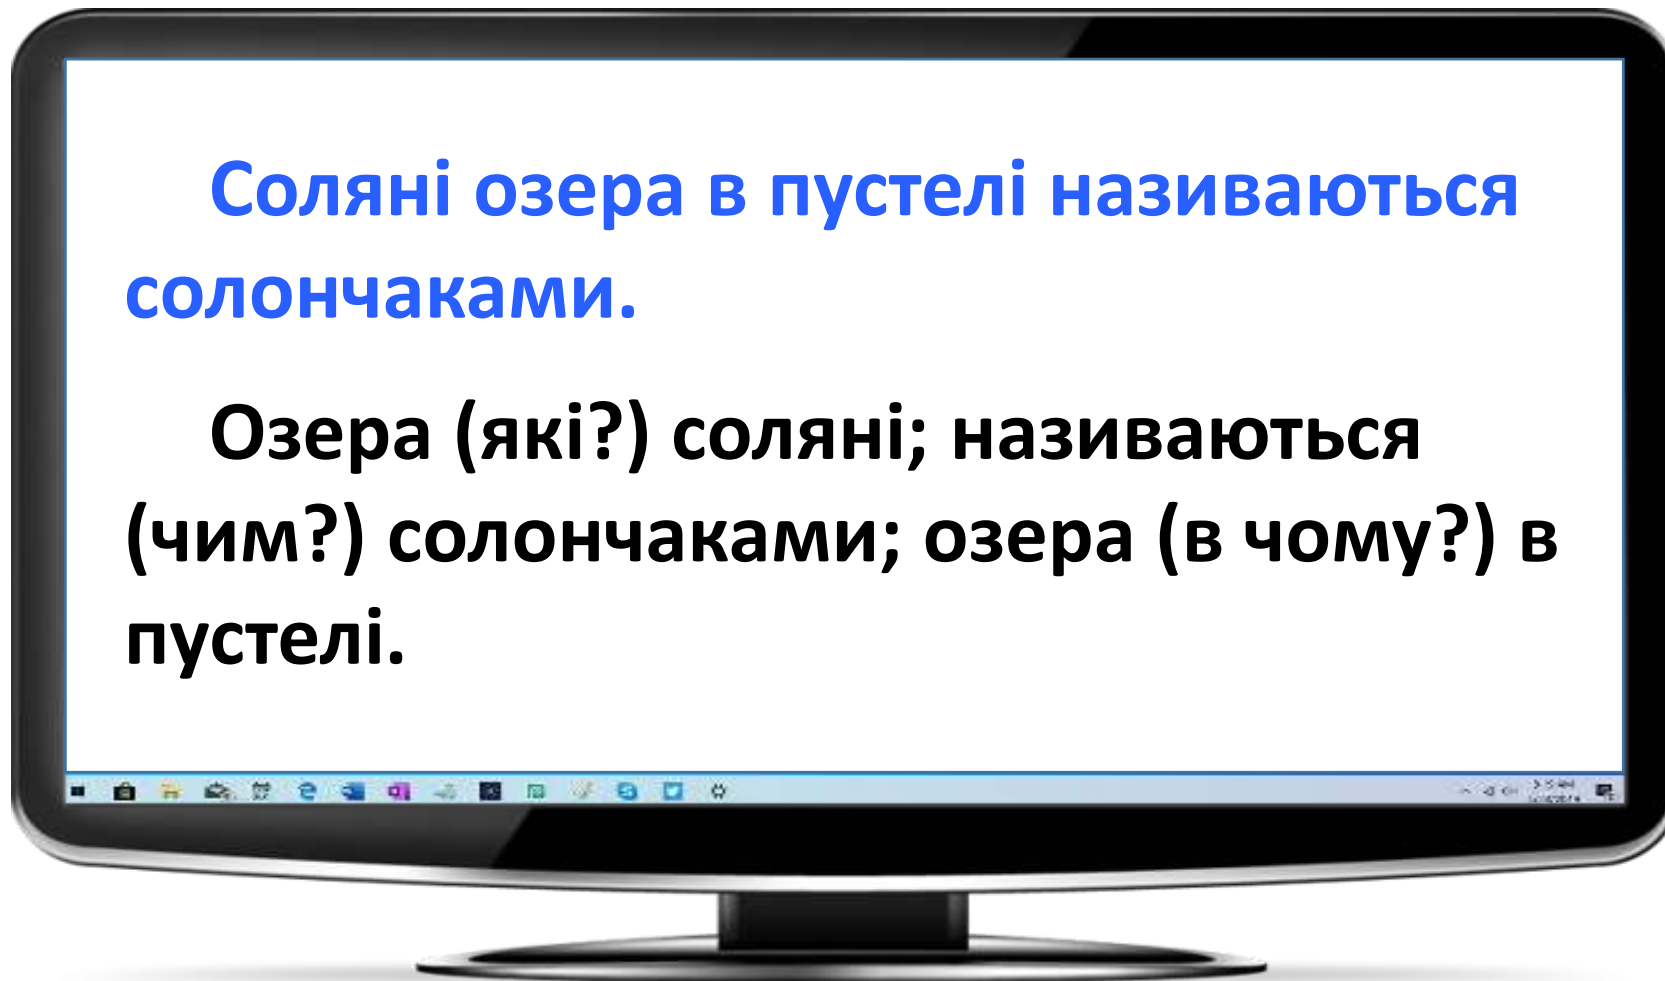 Соляні озера в пустелі називаються
солончаками.
Озера (які?) соляні; називаються
(чим?) солончаками; озера (в чому?) в
пустелі.